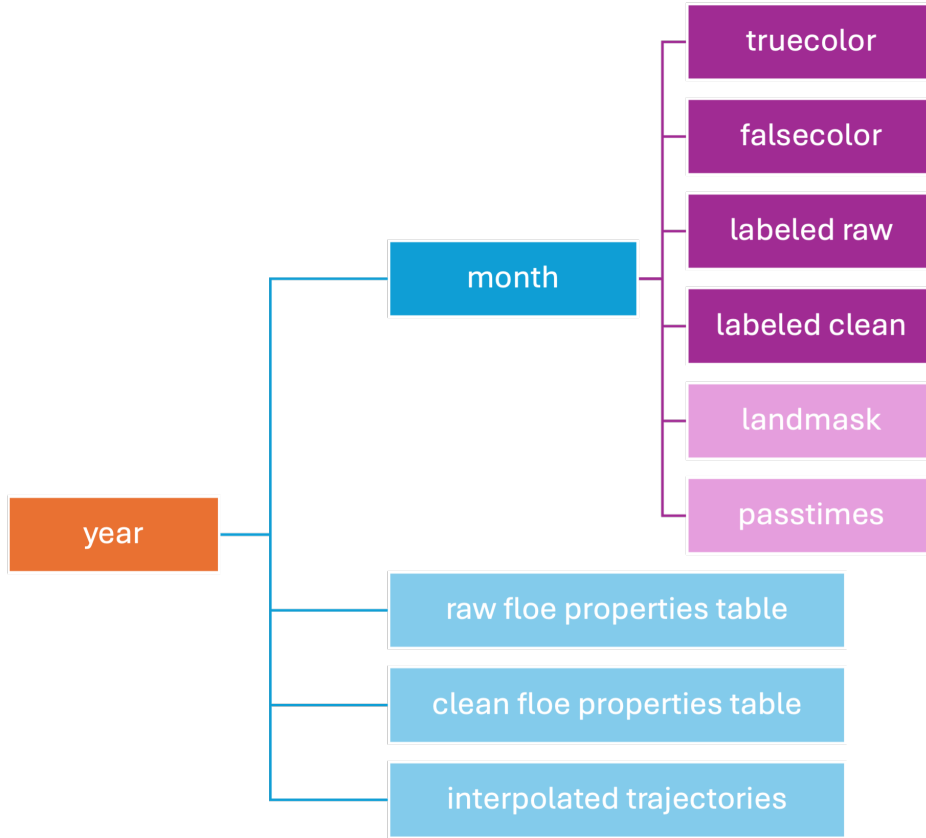 truecolor
falsecolor
labeled raw
month
labeled clean
landmask
passtimes
year
raw floe properties table
clean floe properties table
interpolated trajectories